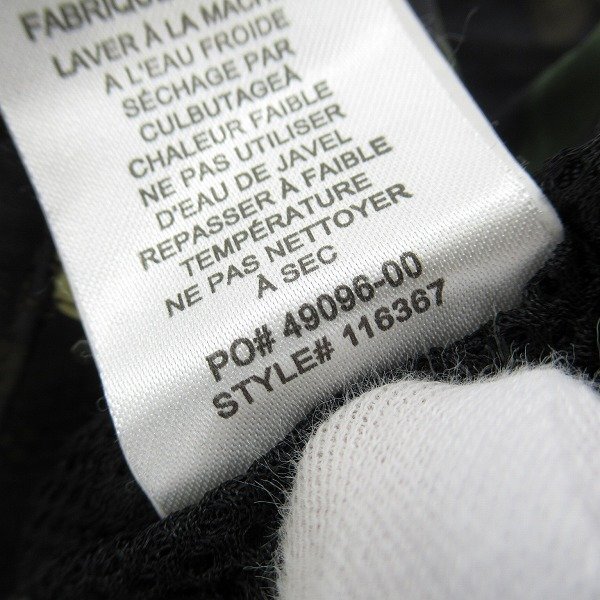 LAVER À LA
À L'EAU FROIDE
SÉCHAGE PAR
CULBUTAGEÀ
CHALEUR FAIBLE
NE PAS UTILISER
D'EAU DE JAVEL
REPASSER À FAIBLE
TEMPÉRATURE
NE PAS NETTOYER
À SEC
PO# 49096-00
STYLE# 116367